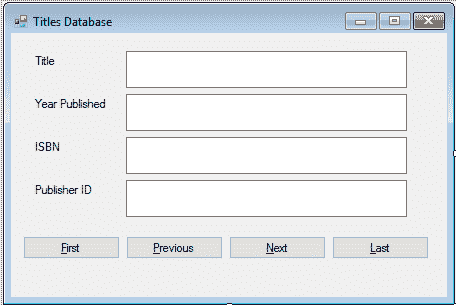 Titles Database
Title
Year Published
ISBN
Publisher ID
First Previous Next Last